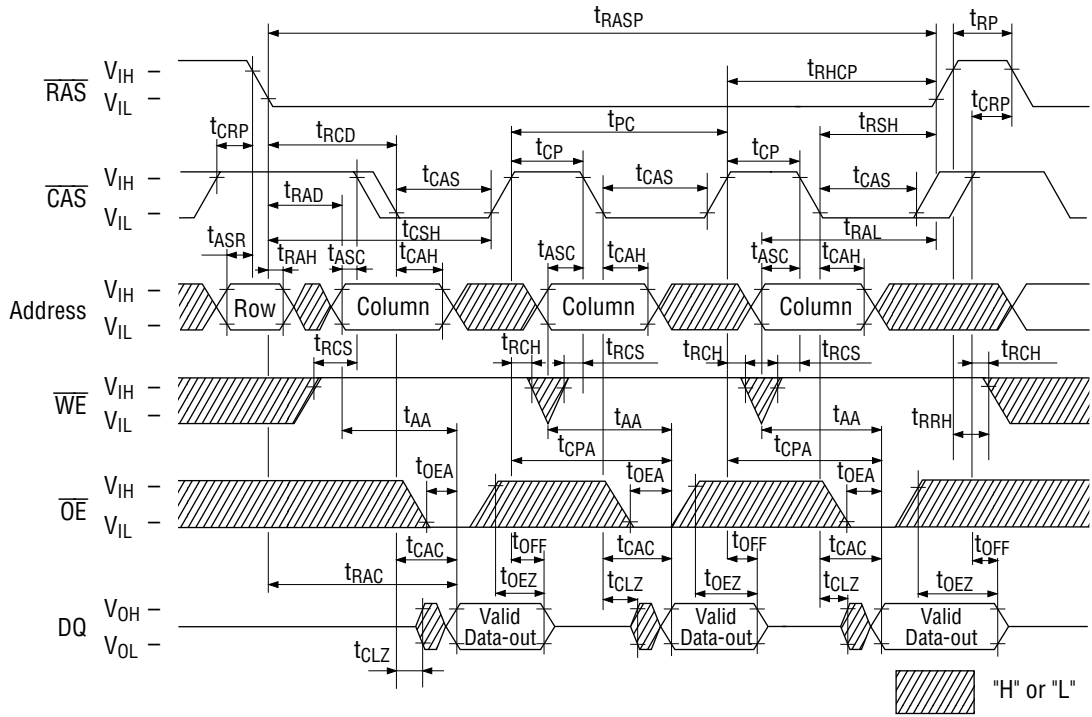 tRASP tRP
tRHCP
RAS VIH
VIL
tCRP tRCD tPC tRSH tCRP
tCP tCP
CAS VIH
VIL
tRAD tCAS tCAS tCAS
tCSH tRAL
tASR tRAH tASC tCAH tASC tCAH tASC tCAH
Address VIH
VIL
Row Column Column Column
tRCS tRCH tRCS tRCH tRCS tRCH
WE VIH
VIL
tAA tAA tAA tRRH
tCPA tCPA
tOEA tOEA tOEA
OE VIH
VIL
tCAC tOFF tCAC tOFF tCAC tOFF
tRAC tOEZ tCLZ tOEZ tCLZ tOEZ
DQ VOH
VOL
Valid Valid Valid
Data-out Data-out Data-out
tCLZ
"H" or "L"